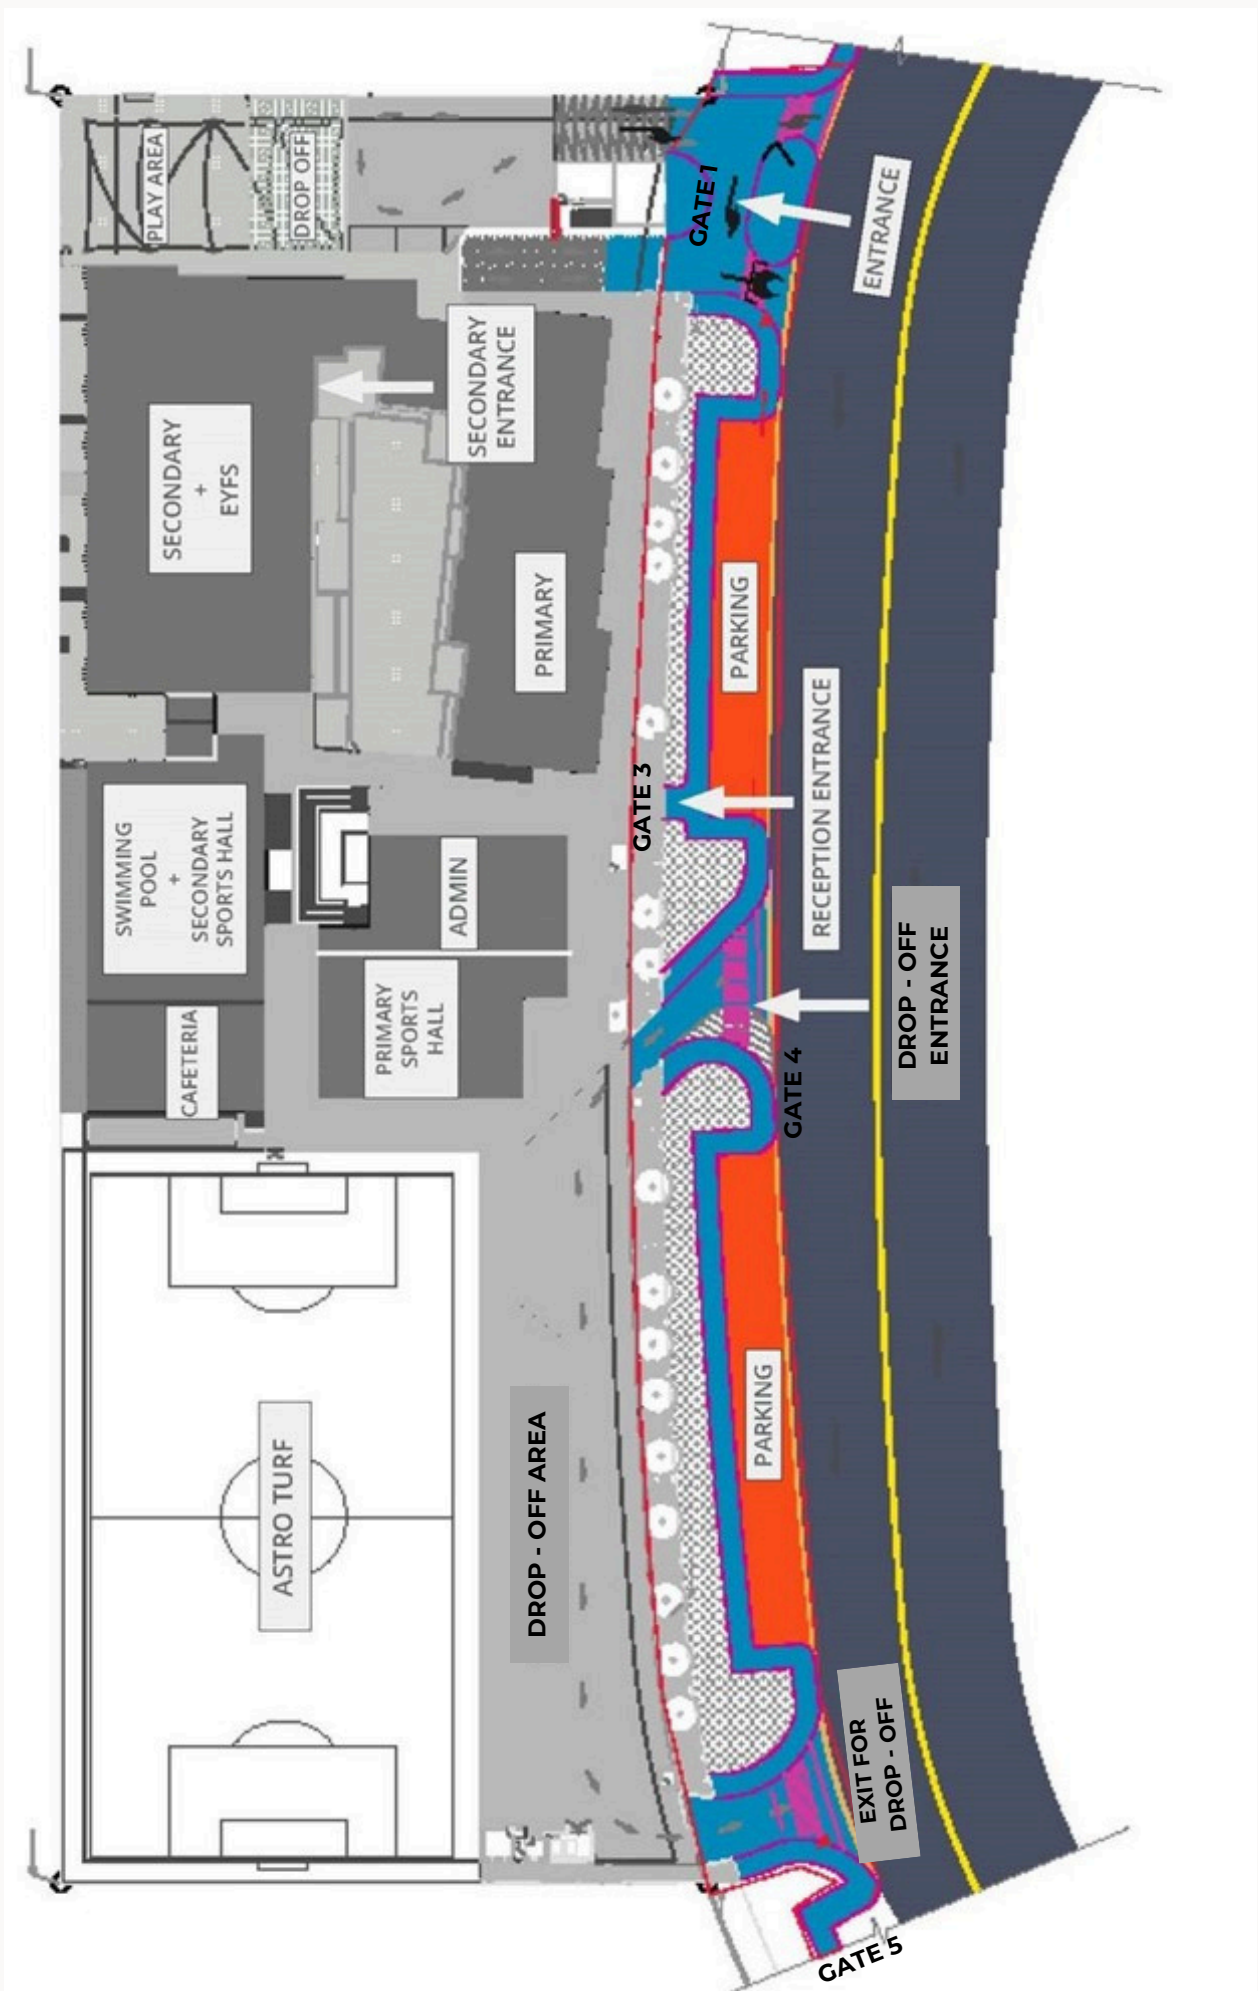 PLAY AREA
DROP OFF
GATE 1
ENTRANCE
SECONDARY
ENTRANCE
SECONDARY
+
EYFS
PRIMARY
PARKING
RECEPTION ENTRANCE
GATE 3
SWIMMING
POOL
+
SECONDARY
SPORTS HALL
ADMIN
DROP - OFF
ENTRANCE
CAFETERIA
PRIMARY
SPORTS
HALL
GATE 4
ASTRO TURF
DROP - OFF AREA
PARKING
EXIT FOR
DROP - OFF
GATE 5